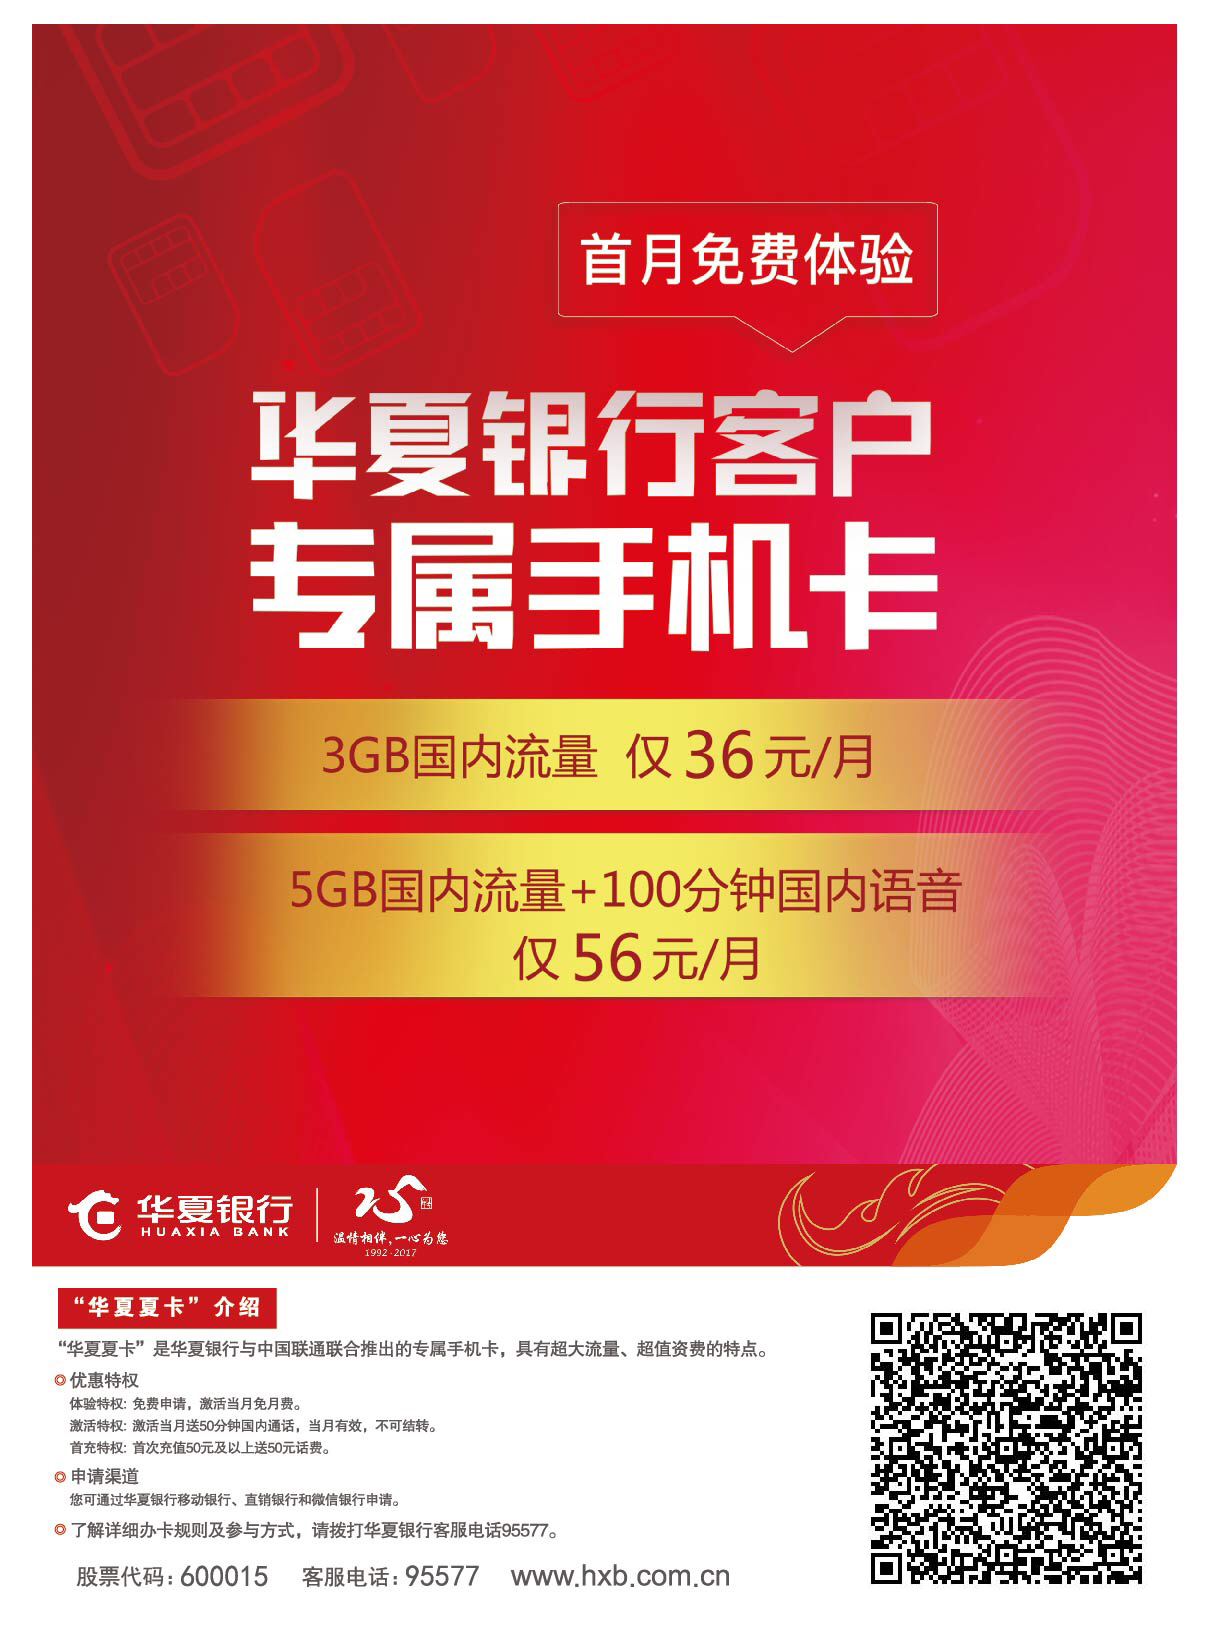 首月免费体验
华夏银行客户
专属手机卡
3GB国内流量 仅36元/月
5GB国内流量+100分钟国内语音
仅56元/月
华夏银行
HUAXIA BANK
温情相伴,一心为您
1992-2017
“华夏夏卡”介绍
“华夏夏卡”是华夏银行与中国联通联合推出的专属手机卡，具有超大流量、超值资费的特点。
优惠特权
体验特权: 免费申请，激活当月免月费。
激活特权: 激活当月送50分钟国内通话，当月有效，不可结转。
首充特权: 首次充值50元及以上送50元话费。
申请渠道
您可通过华夏银行移动银行、直销银行和微信银行申请。
了解详细办卡规则及参与方式，请拨打华夏银行客服电话95577。
股票代码: 600015 客服电话: 95577 www.hxb.com.cn